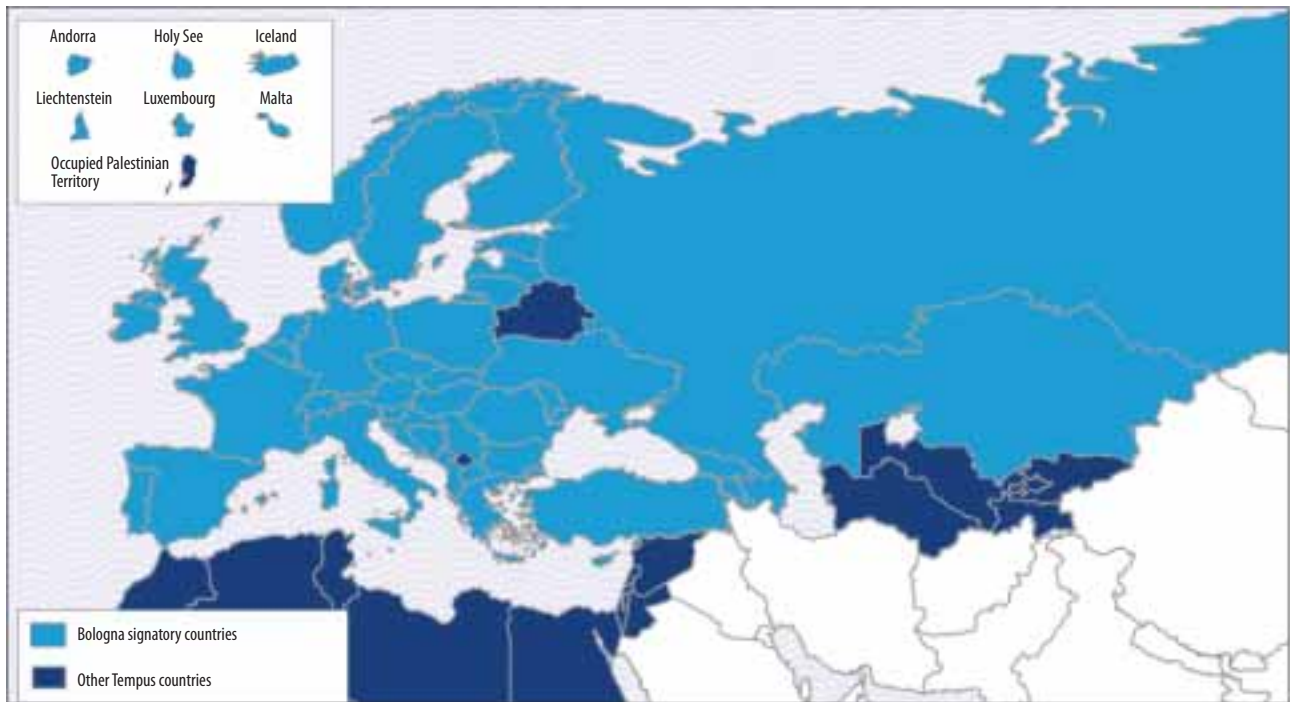 Andorra Holy See Iceland
Liechtenstein Luxembourg Malta
Occupied Palestinian
Territory
Bologna signatory countries
Other Tempus countries